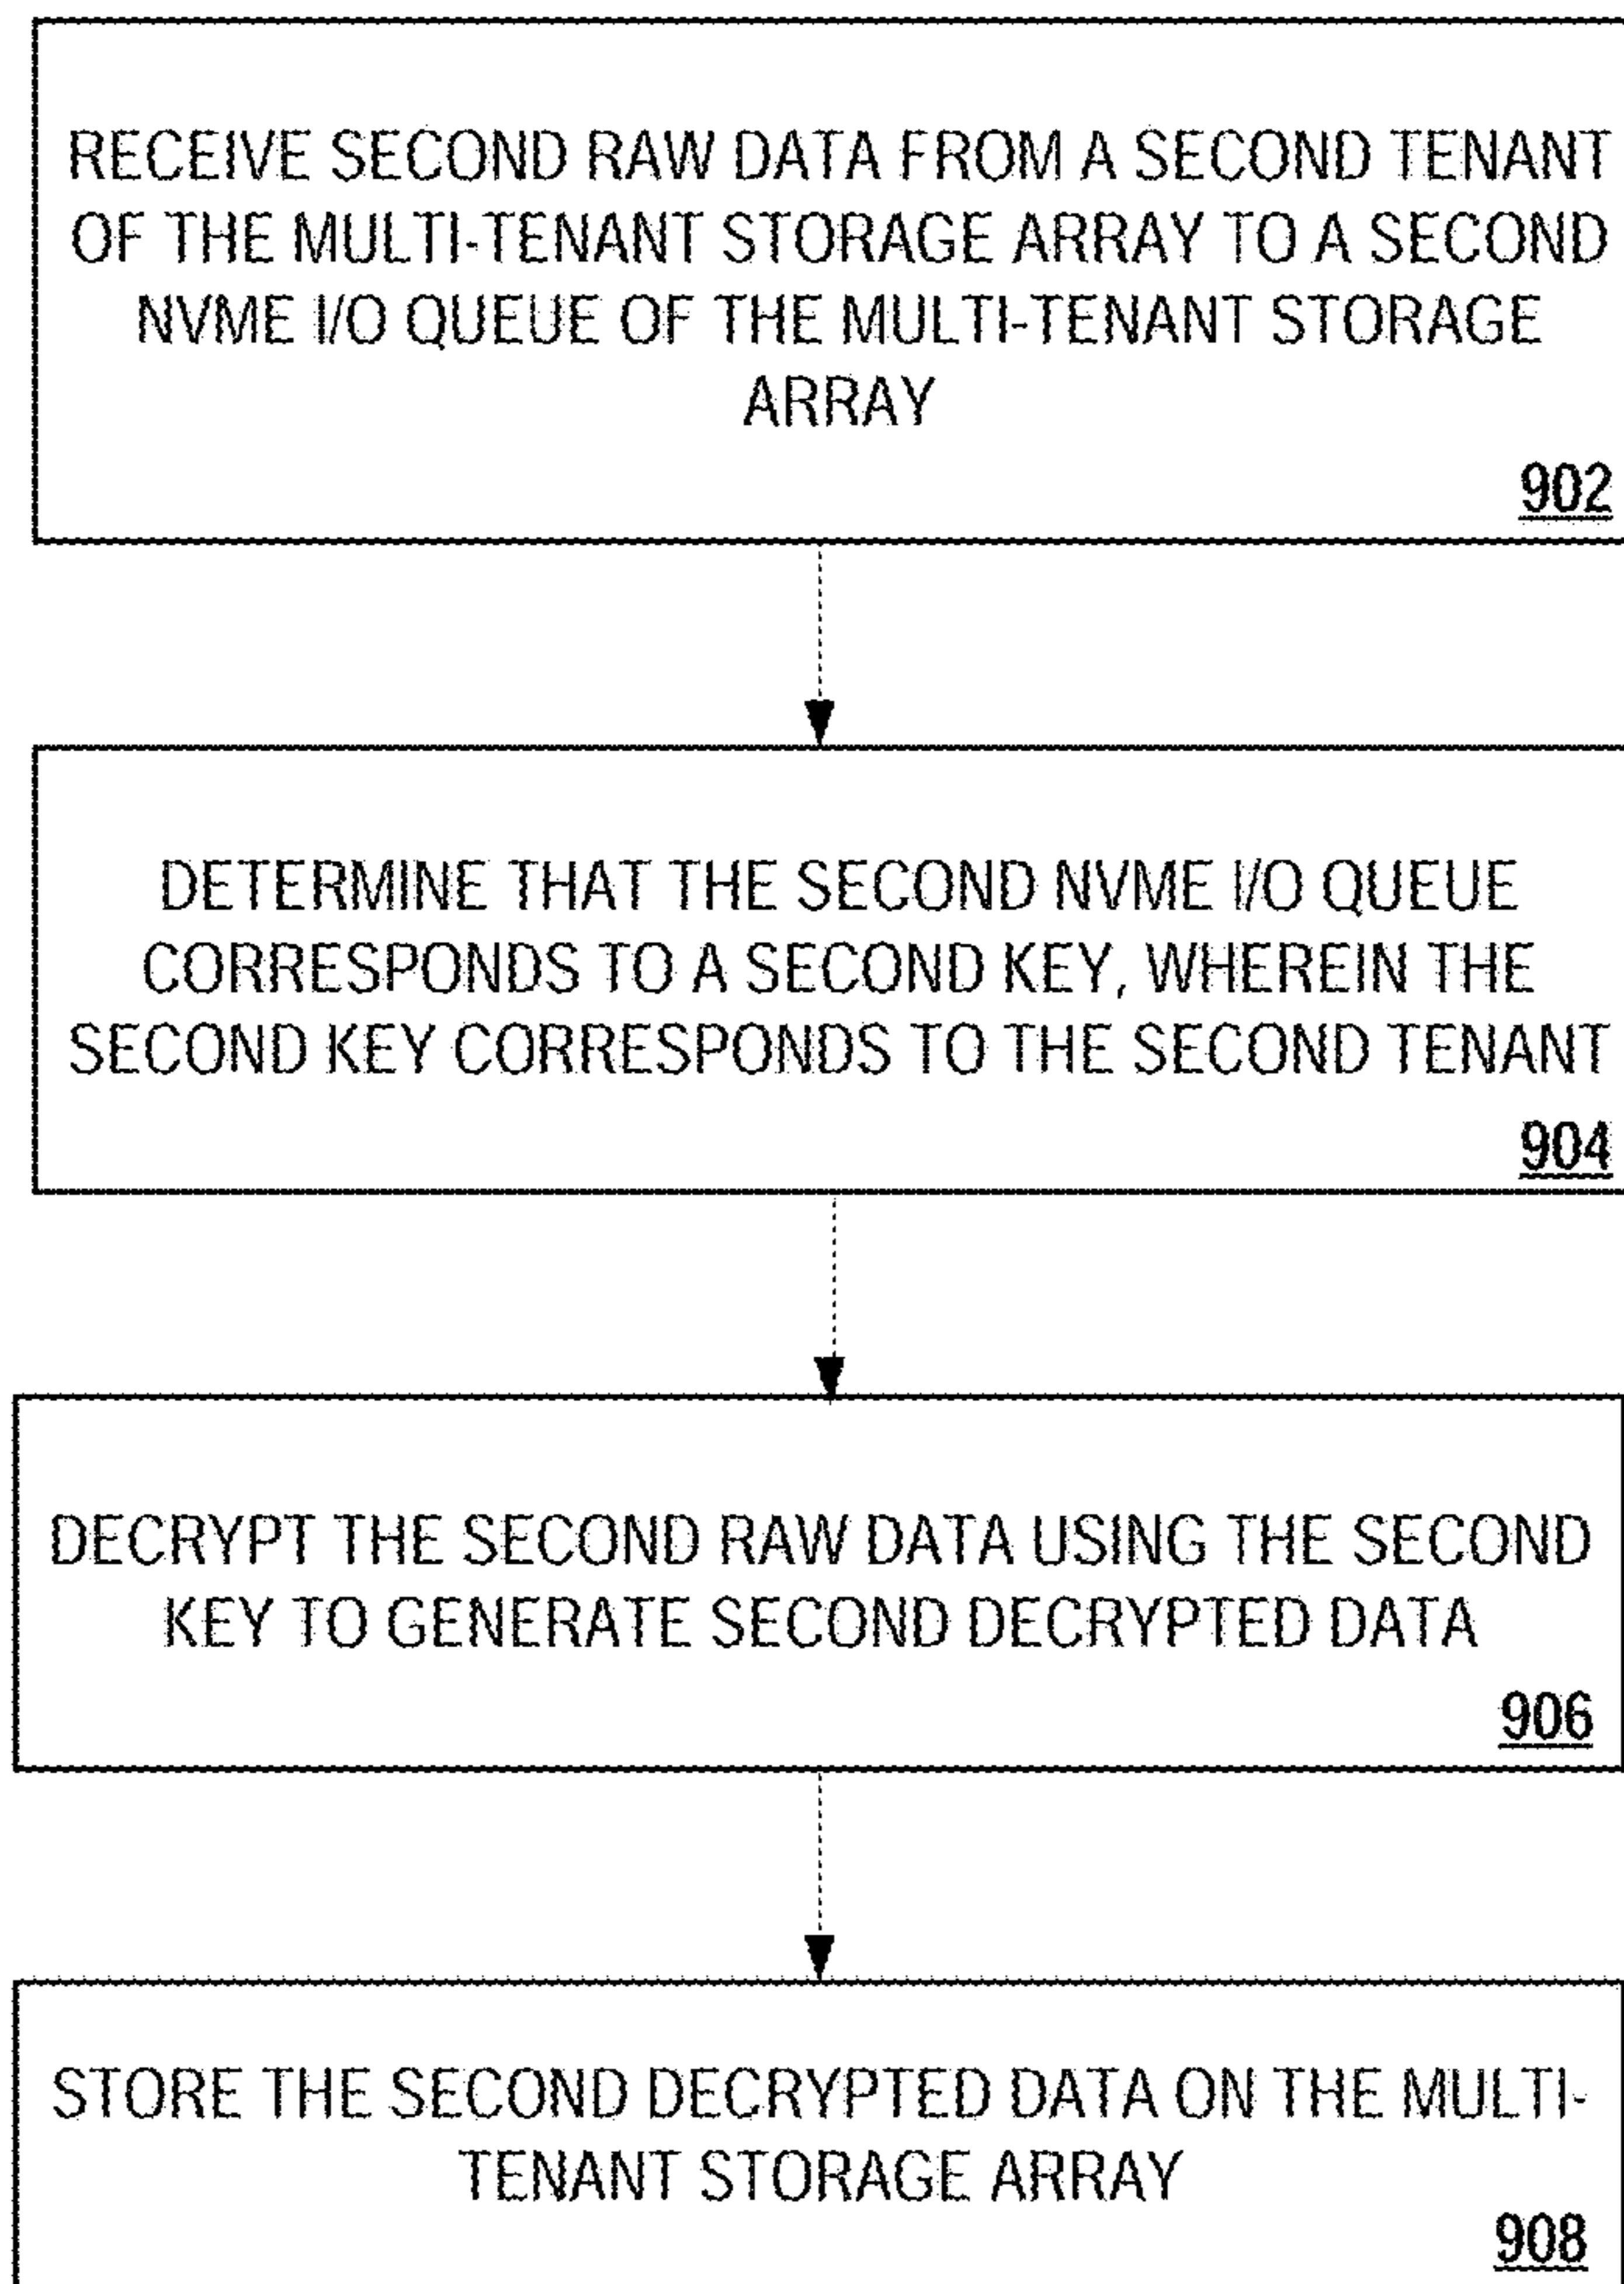 RECEIVE SECOND RAW DATA FROM A SECOND TENANT
OF THE MULTI-TENANT STORAGE ARRAY TO A SECOND
NVME I/O QUEUE OF THE MULTI-TENANT STORAGE
ARRAY
902
DETERMINE THAT THE SECOND NVME I/O QUEUE
CORRESPONDS TO A SECOND KEY, WHEREIN THE
SECOND KEY CORRESPONDS TO THE SECOND TENANT
904
DECRYPT THE SECOND RAW DATA USING THE SECOND
KEY TO GENERATE SECOND DECRYPTED DATA
906
STORE THE SECOND DECRYPTED DATA ON THE MULTI-
TENANT STORAGE ARRAY
908